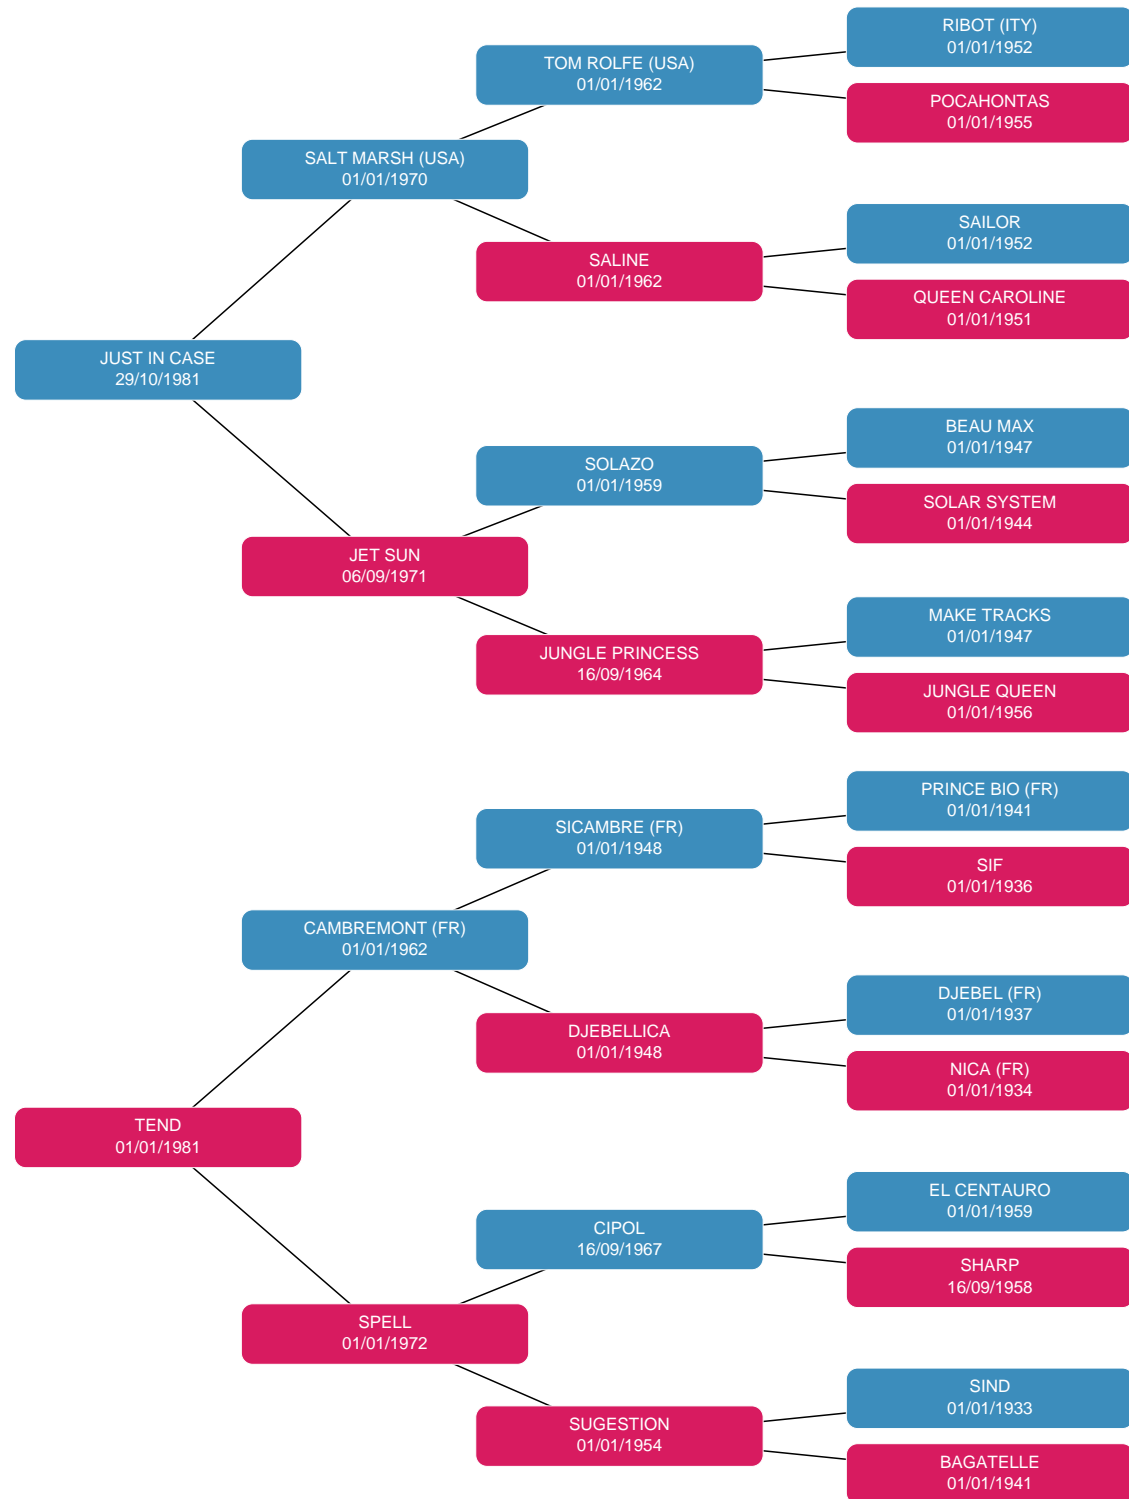 RIBOT (ITY)
01/01/1952
TOM ROLFE (USA)
01/01/1962
POCAHONTAS
01/01/1955
SALT MARSH (USA)
01/01/1970
SAILOR
01/01/1952
SALINE
01/01/1962
QUEEN CAROLINE
01/01/1951
JUST IN CASE
29/10/1981
BEAU MAX
01/01/1947
SOLAZO
01/01/1959
SOLAR SYSTEM
01/01/1944
JET SUN
06/09/1971
MAKE TRACKS
01/01/1947
JUNGLE PRINCESS
16/09/1964
JUNGLE QUEEN
01/01/1956
PRINCE BIO (FR)
01/01/1941
SICAMBRE (FR)
01/01/1948
SIF
01/01/1936
CAMBREMONT (FR)
01/01/1962
DJEBEL (FR)
01/01/1937
DJEBELLICA
01/01/1948
NICA (FR)
01/01/1934
TEND
01/01/1981
EL CENTAURO
01/01/1959
CIPOL
16/09/1967
SHARP
16/09/1958
SPELL
01/01/1972
SIND
01/01/1933
SUGESTION
01/01/1954
BAGATELLE
01/01/1941